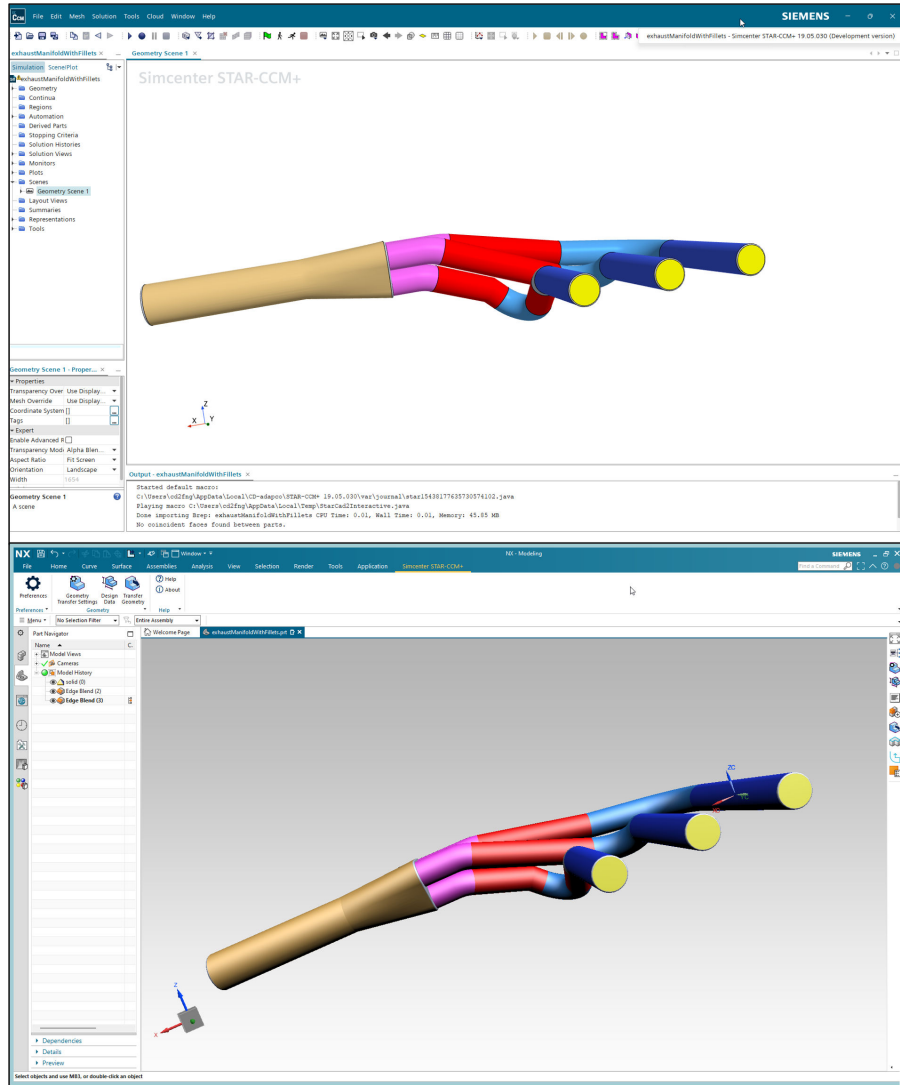 CCM File Edit Mesh Solution Tools Cloud Window Help SIEMENS
exhaustManifoldWithFillets - Simcenter STAR-CCM+ 19.05.030 (Development version)
exhaustManifoldWithFillets
Geometry Scene 1
Simulation Scene/Plot
Simcenter STAR-CCM+
exhaustManifoldWithFillets
Geometry
Continua
Regions
Automation
Derived Parts
Stopping Criteria
Solution Histories
Solution Views
Monitors
Plots
Scenes
Geometry Scene 1
Layout Views
Summaries
Representations
Tools
Geometry Scene 1 - Proper...
Properties
Transparency Over Use Display...
Mesh Override Use Display...
Coordinate System []
Tags []
Expert
Enable Advanced R
Transparency Mode Alpha Blen...
Aspect Ratio Fit Screen
Orientation Landscape
Width 1654
Geometry Scene 1
A scene
Z
X
Y
Output - exhaustManifoldWithFillets
Started default macro:
C:\Users\cd2fng\AppData\Local\CD-adapco\STAR-CCM+ 19.05.030\var\journal\star15438177635730574102.java
Playing macro C:\Users\cd2fng\AppData\Local\Temp\StarCad2Interactive.java
Done importing Brep: exhaustManifoldWithFillets CPU Time: 0.01, Wall Time: 0.01, Memory: 45.85 MB
No coincident faces found between parts.
NX Window NX - Modeling SIEMENS
File Home Curve Surface Assemblies Analysis View Selection Render Tools Application Simcenter STAR-CCM+ Find a Command
Preferences
Geometry Transfer Settings
Design Data
Transfer Geometry
Help
About
Preferences Geometry Help
Menu No Selection Filter Entire Assembly
Part Navigator
Welcome Page
exhaustManifoldWithFillets.prt
Name C.
Model Views
Cameras
Model History
solid (0)
Edge Blend (2)
Edge Blend (3)
ZC
YC
Z
X
Dependencies
Details
Preview
Select objects and use MB3, or double-click an object